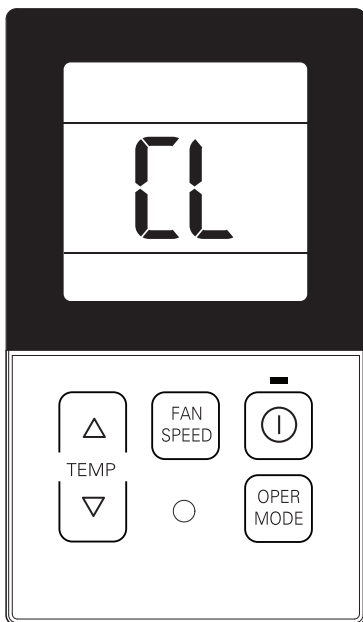 CL
FAN
SPEED
TEMP
OPER
MODE